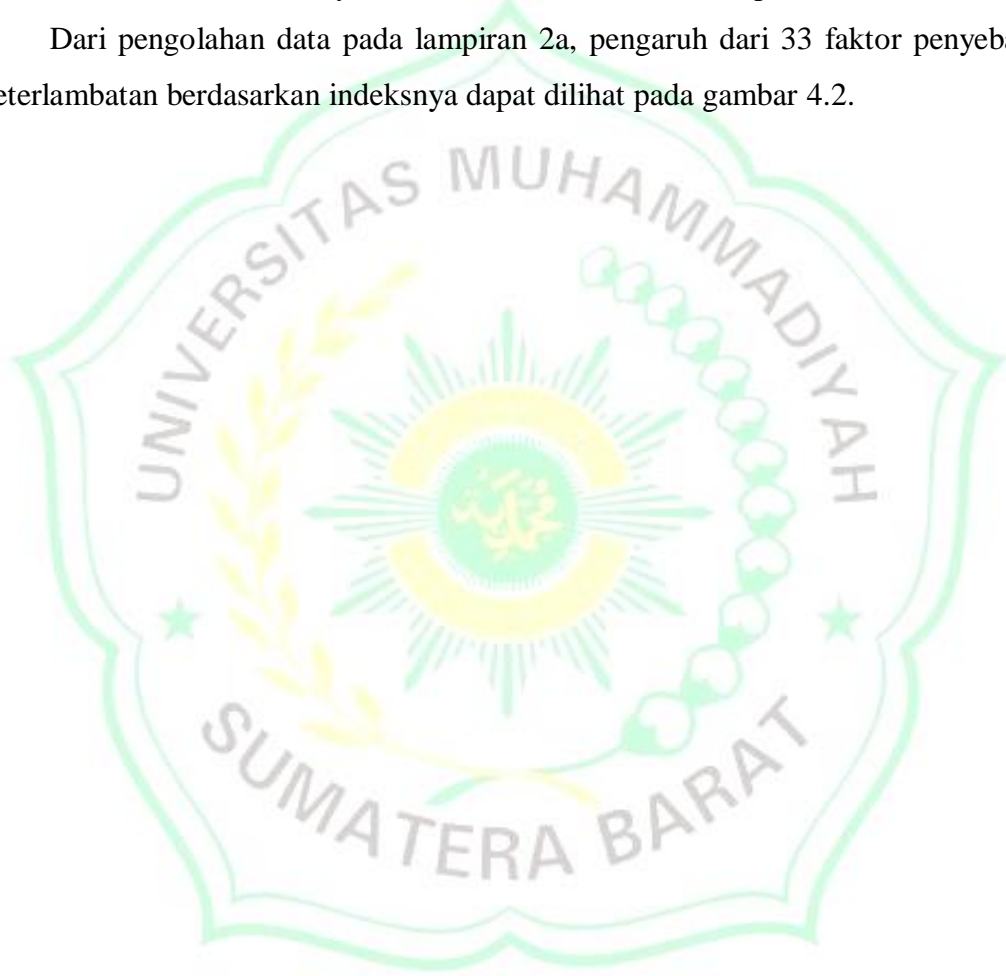 Dari pengolahan data pada lampiran 2a, pengaruh dari 33 faktor
berdasarkan indeksnya dapat dilihat pada gambar 4.2.
UNIVERSITAS MUHAMMADIYAH
محمدية
SUMATERA BARAT